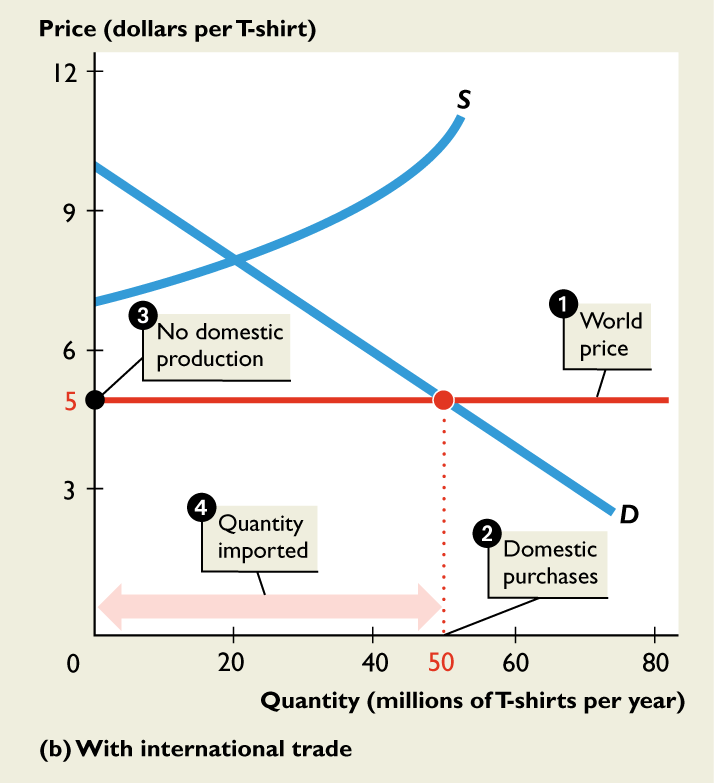 Price (dollars per T-shirt)
12
S
9
1
World
price
3
No domestic
production
6
5
3
4
Quantity
imported
D
2
Domestic
purchases
0
20
40
50
60
80
Quantity (millions of T-shirts per year)
(b) With international trade